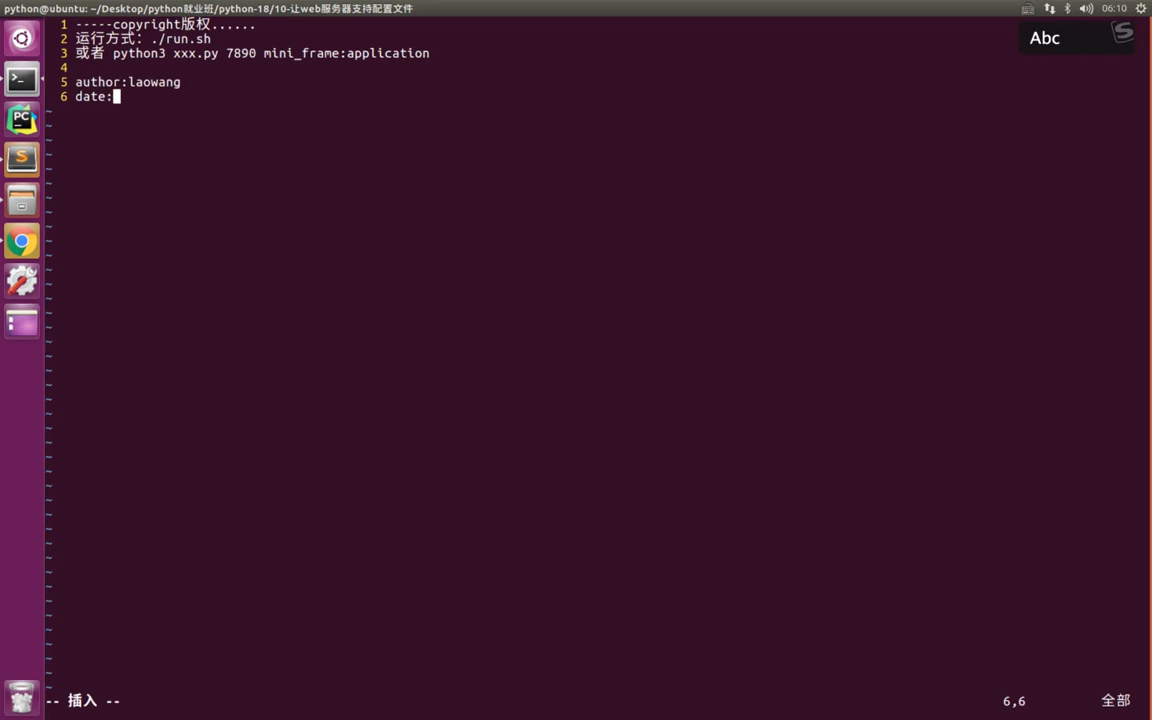 python@ubuntu: ~/Desktop/python就业班/python-18/10-让web服务器支持配置文件
06:10
Abc
1 -----copyright版权......
2 运行方式: ./run.sh
3 或者 python3 xxx.py 7890 mini_frame:application
4
5 author:laowang
6 date:
-- 插入 --
6,6
全部